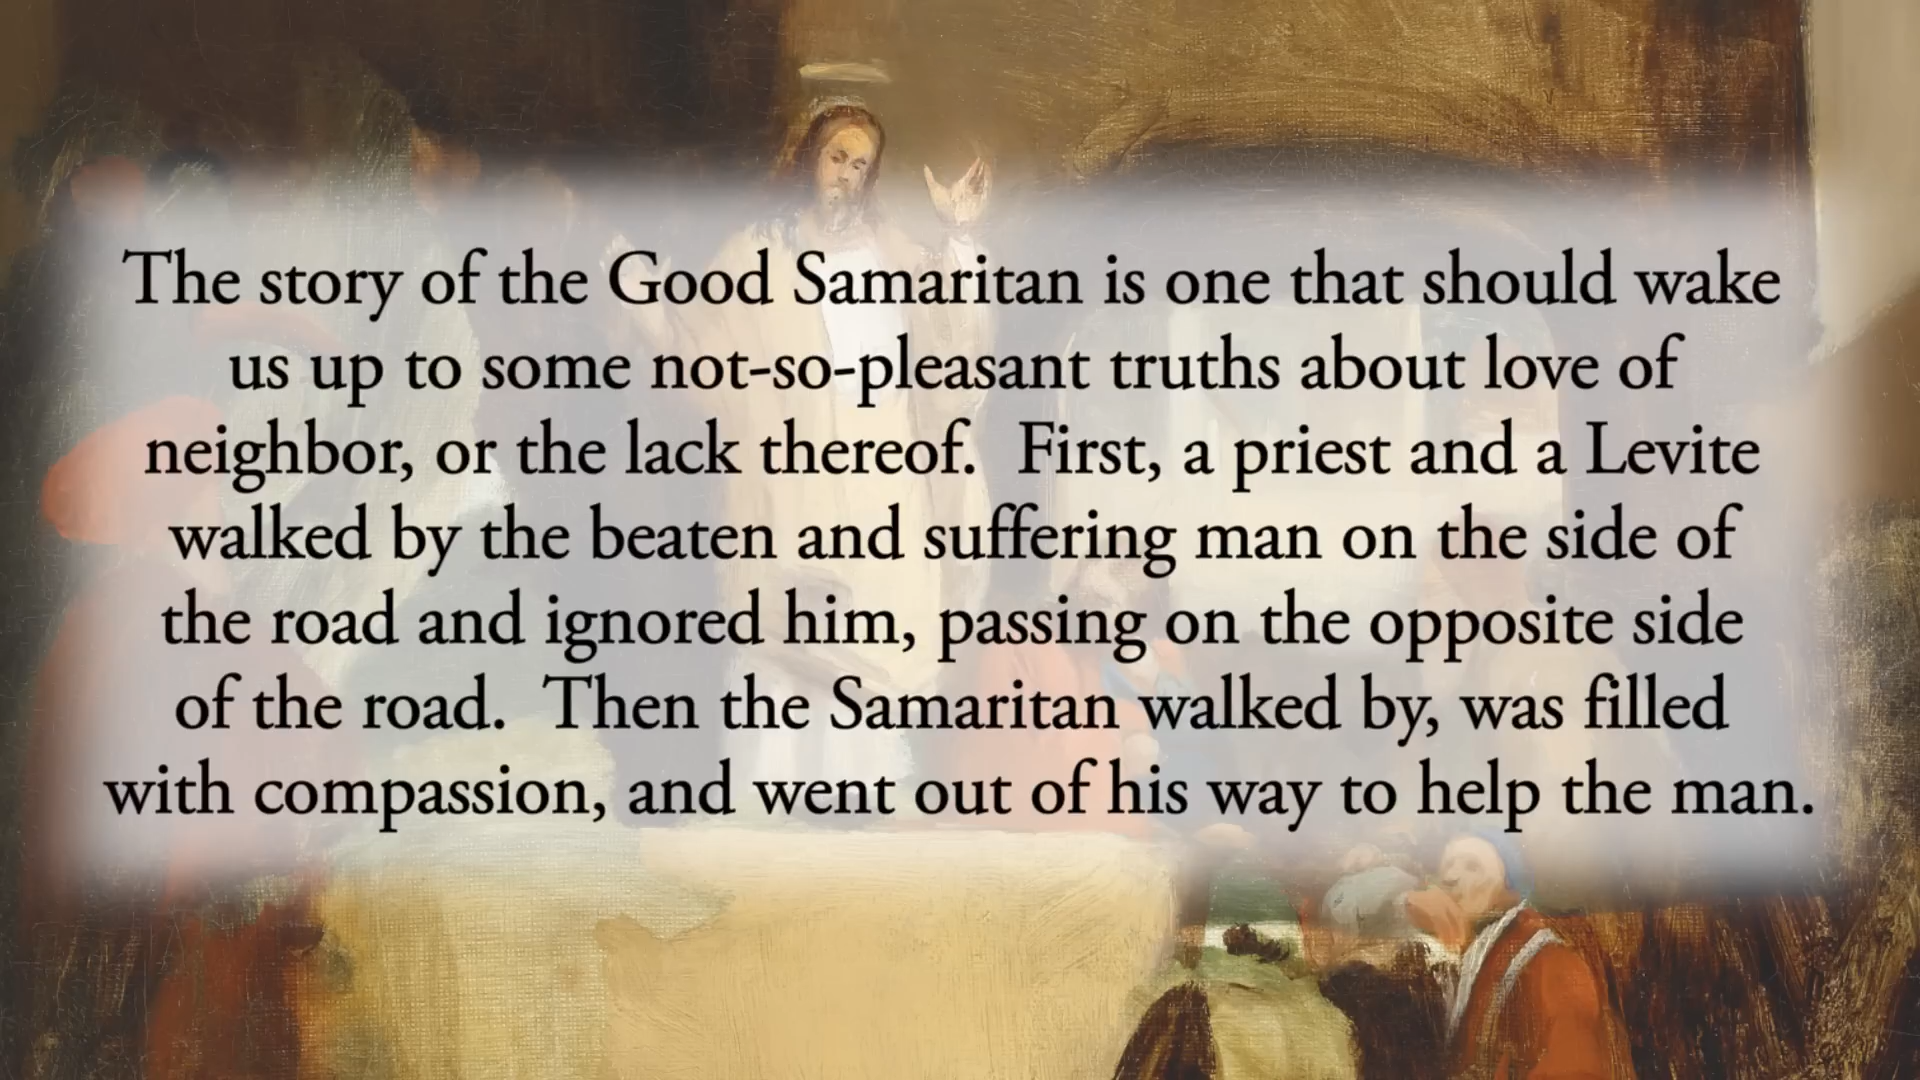 The story of the Good Samaritan is one that should wake
us up to some not-so-pleasant truths about love of
neighbor, or the lack thereof.  First, a priest and a Levite
walked by the beaten and suffering man on the side of
the road and ignored him, passing on the opposite side
of the road.  Then the Samaritan walked by, was filled
with compassion, and went out of his way to help the man.